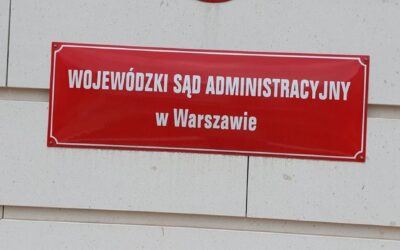 WOJEWÓDZKI SĄD ADMINISTRACYJNY
w Warszawie